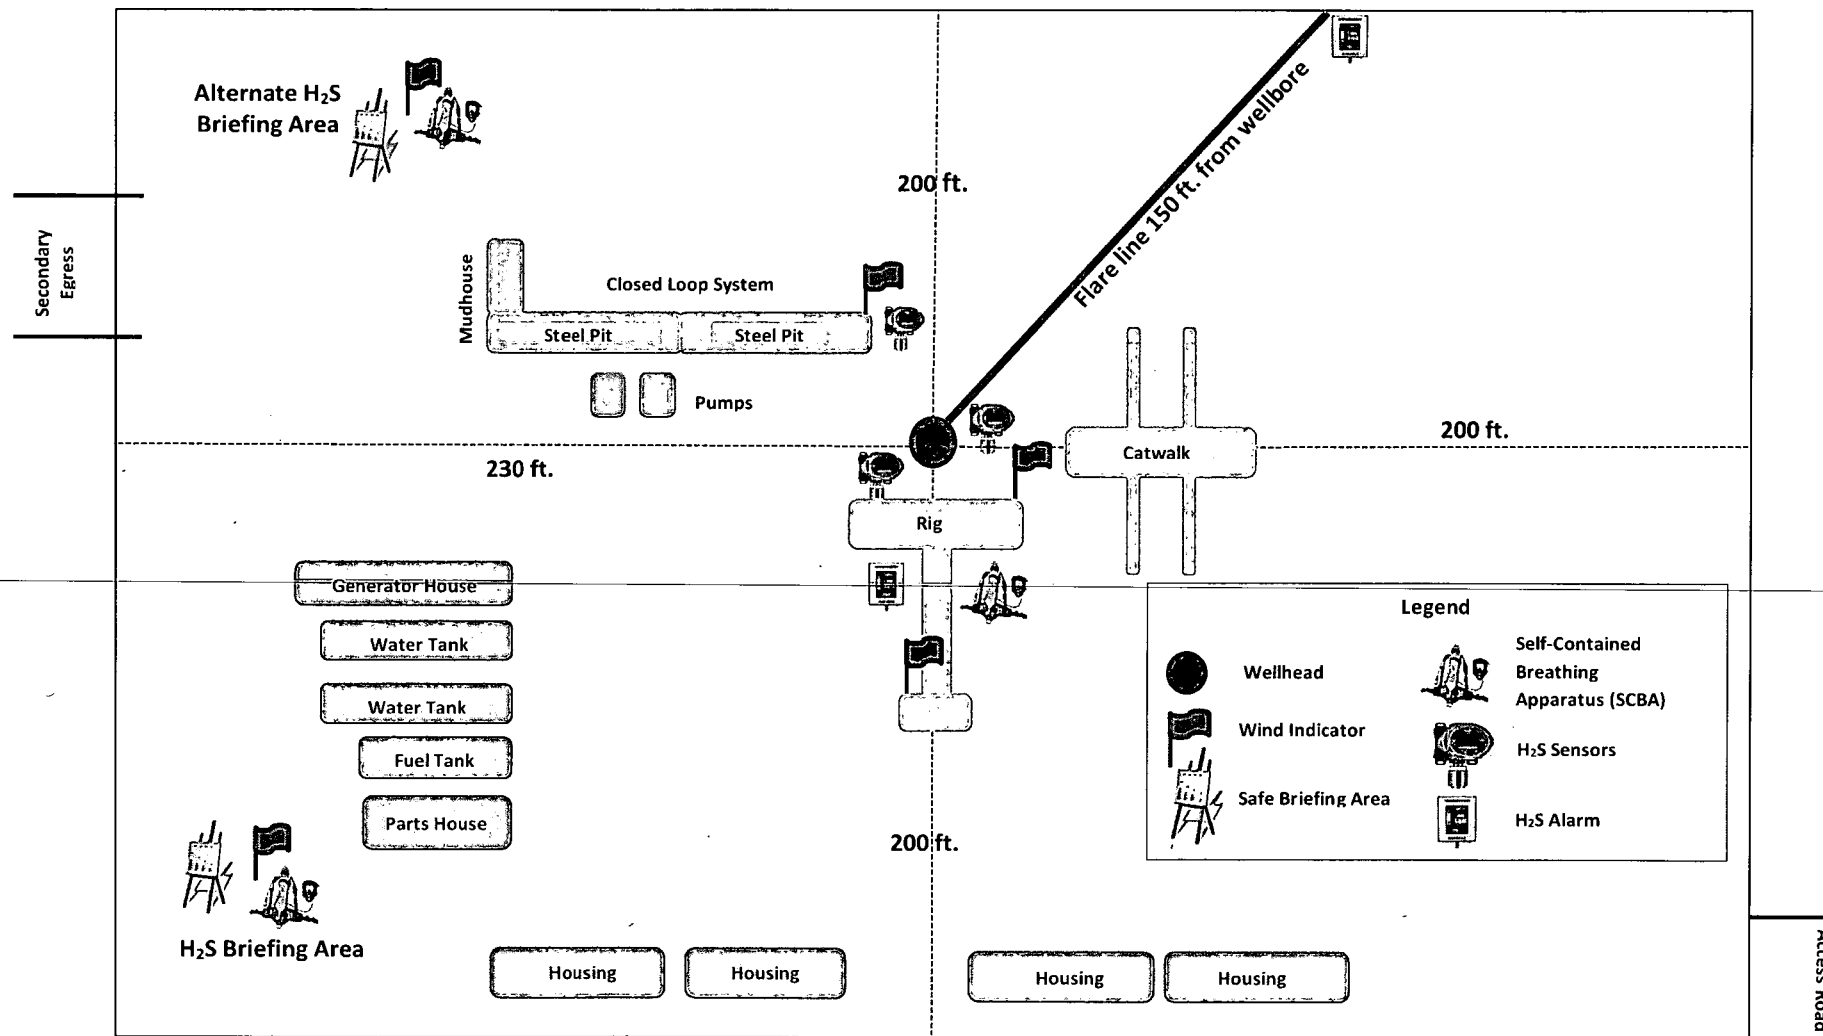 Alternate H₂S
Briefing Area
Flare line 150 ft. from wellbore
200 ft.
Secondary
Egress
Mudhouse
Closed Loop System
Steel Pit
Steel Pit
Pumps
230 ft.
200 ft.
Catwalk
Rig
Generator House
Water Tank
Water Tank
Fuel Tank
Parts House
H₂S Briefing Area
200 ft.
Legend
Wellhead
Wind Indicator
Safe Briefing Area
Self-Contained
Breathing
Apparatus (SCBA)
H₂S Sensors
H₂S Alarm
Housing
Housing
Housing
Housing
Access Road